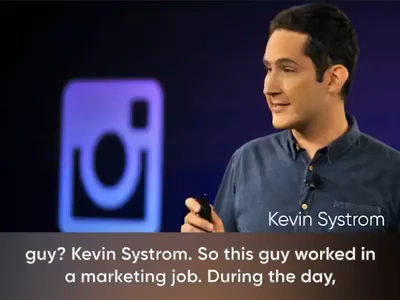 Kevin Systrom
guy? Kevin Systrom. So this guy worked in
a marketing job. During the day,